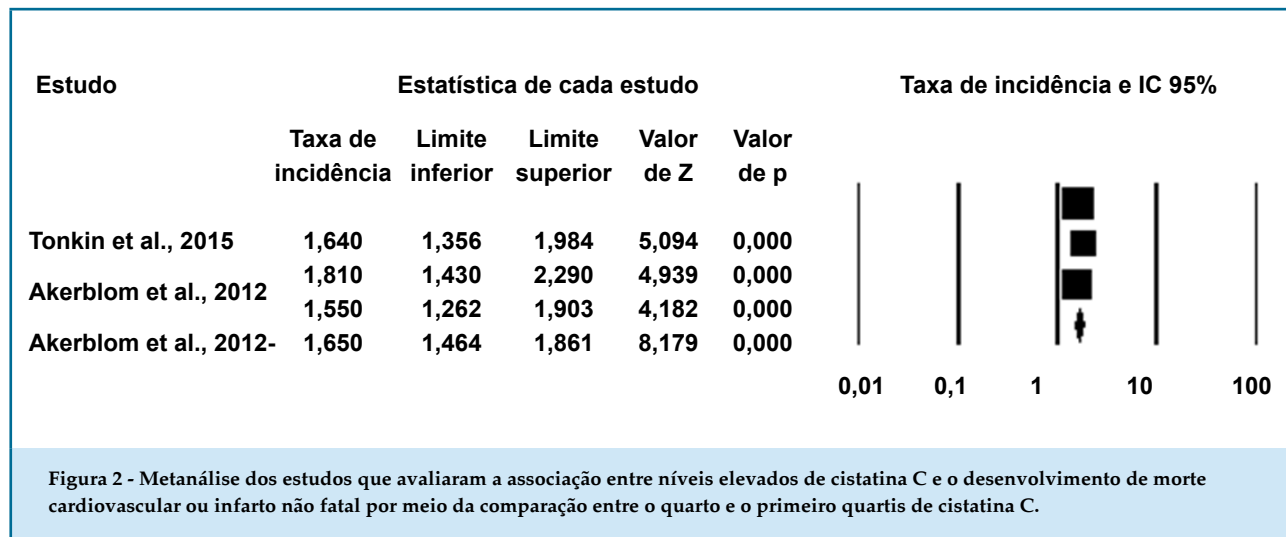 Estudo Estatística de cada estudo Taxa de incidência e IC 95%
Taxa de Limite Limite Valor Valor
incidência inferior superior de Z de p
Tonkin et al., 2015 1,640 1,356 1,984 5,094 0,000
1,810 1,430 2,290 4,939 0,000
Akerblom et al., 2012
1,550 1,262 1,903 4,182 0,000
Akerblom et al., 2012- 1,650 1,464 1,861 8,179 0,000
0,01 0,1 1 10 100
Figura 2 - Metanálise dos estudos que avaliaram a associação entre níveis elevados de cistatina C e o desenvolvimento de morte
cardiovascular ou infarto não fatal por meio da comparação entre o quarto e o primeiro quartis de cistatina C.